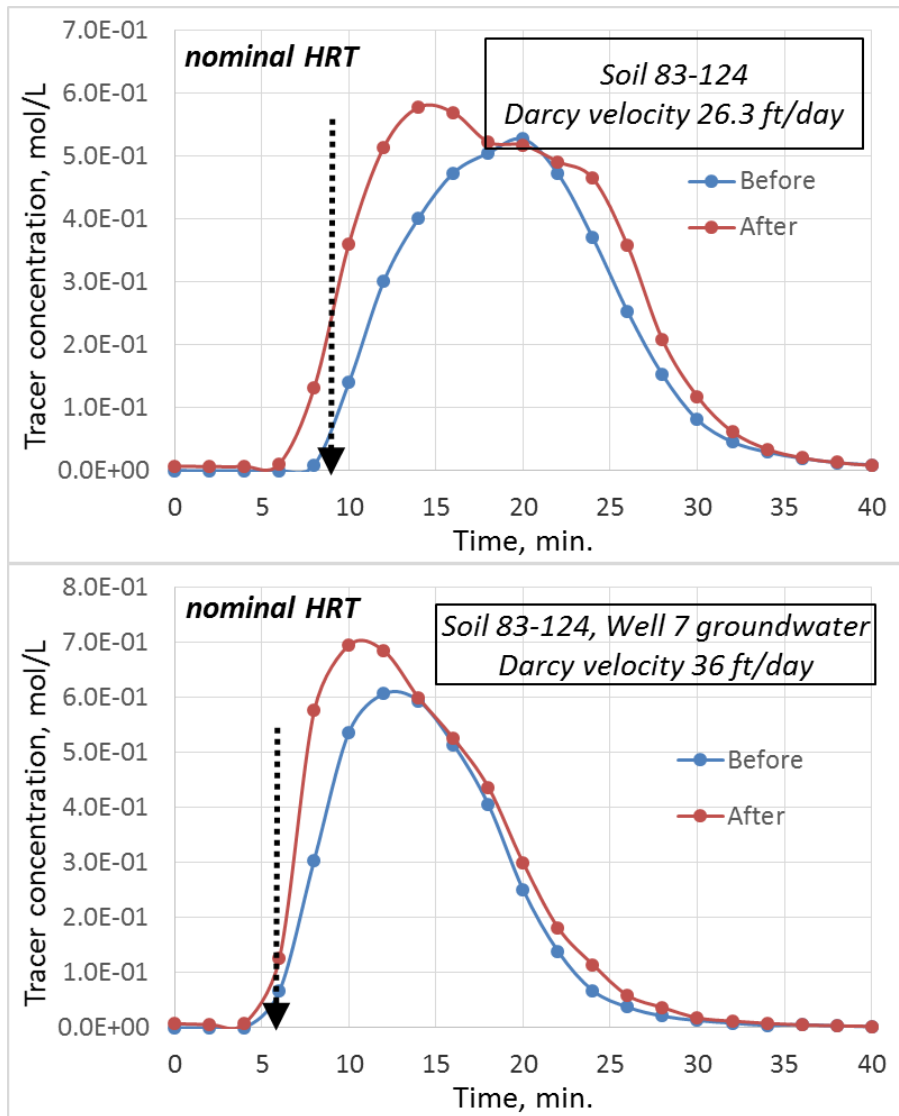 7.0E-01
nominal HRT
Soil 83-124
Darcy velocity 26.3 ft/day
6.0E-01
5.0E-01
Before
4.0E-01
After
3.0E-01
2.0E-01
1.0E-01
0.0E+00
Tracer concentration, mol/L
0 5 10 15 20 25 30 35 40
Time, min.
8.0E-01
nominal HRT
Soil 83-124, Well 7 groundwater
Darcy velocity 36 ft/day
7.0E-01
6.0E-01
5.0E-01
Before
4.0E-01
After
3.0E-01
2.0E-01
1.0E-01
0.0E+00
Tracer concentration, mol/L
0 5 10 15 20 25 30 35 40
Time, min.